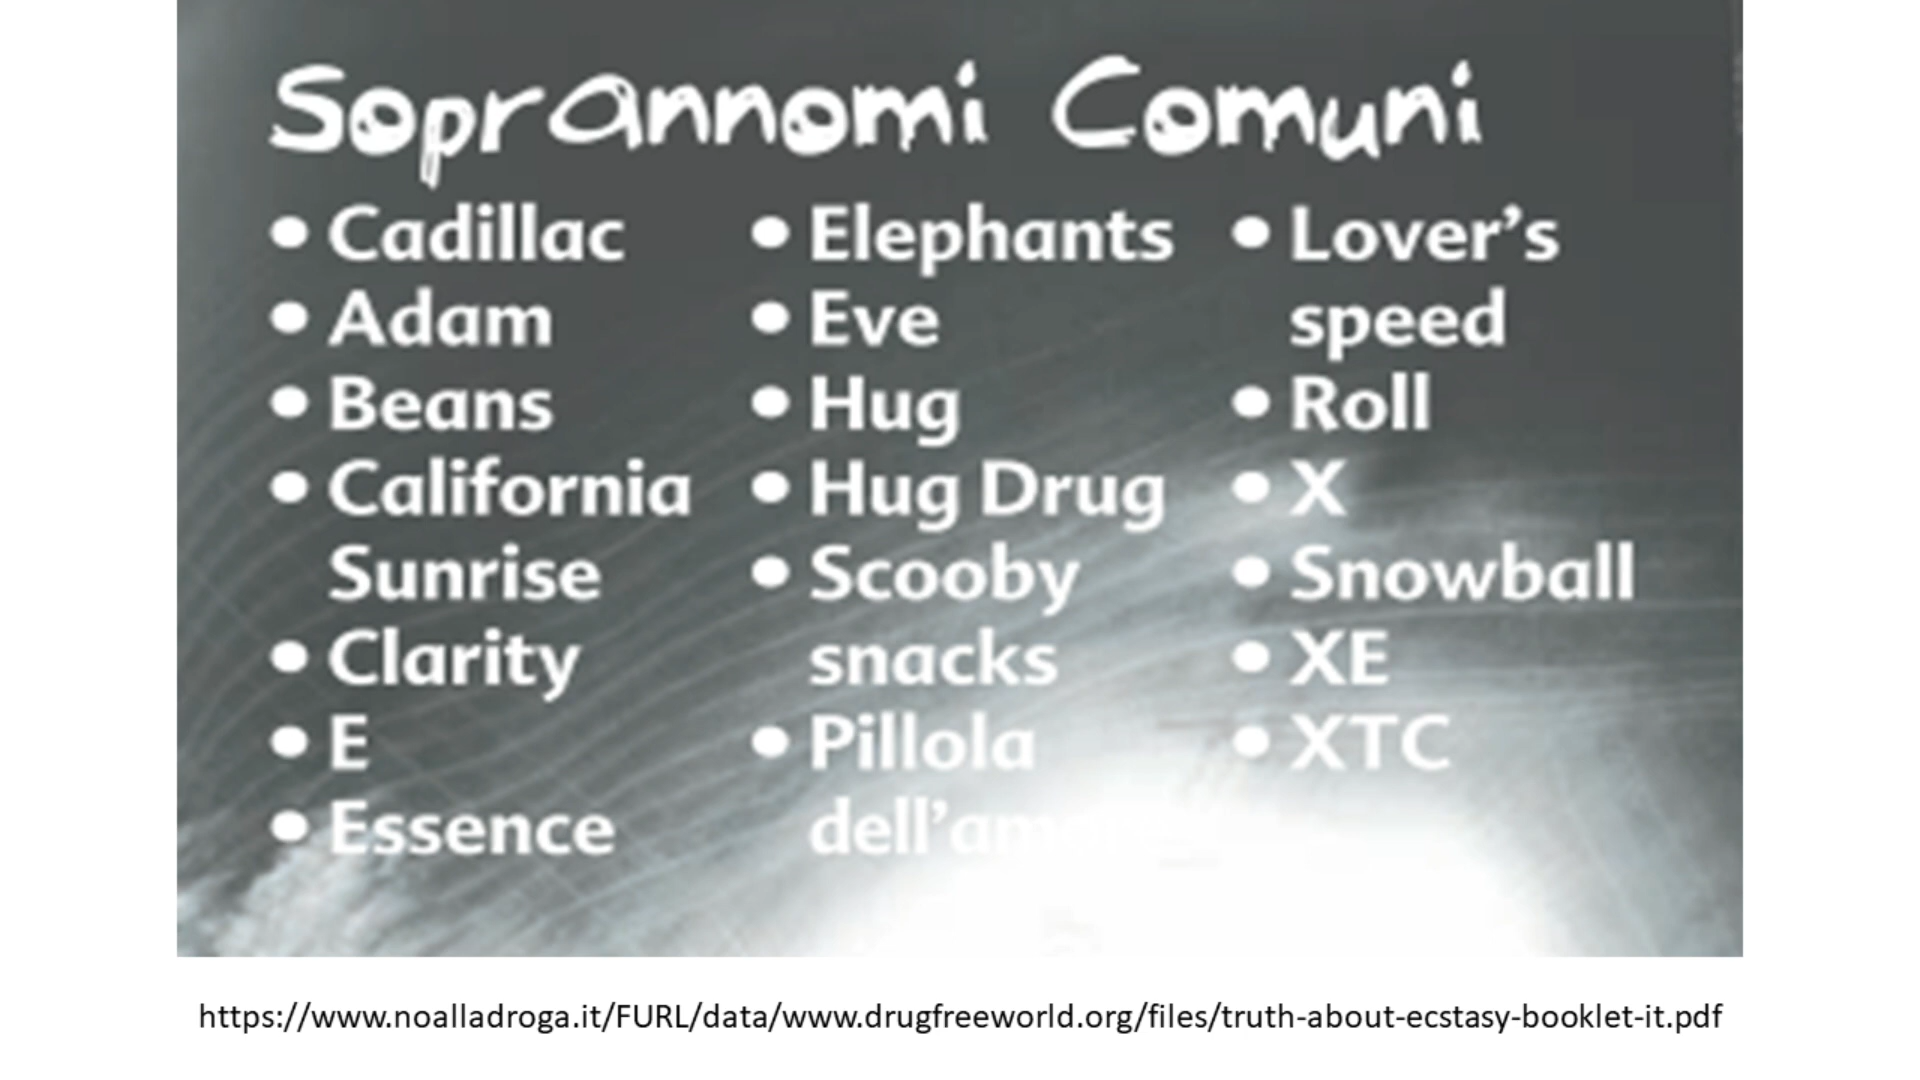 Soprannomi Comuni
• Cadillac
• Adam
• Beans
• California
Sunrise
• Clarity
• E
• Essence
• Elephants
• Eve
• Hug
• Hug Drug
• Scooby
snacks
• Pillola
dell'amore
• Lover's
speed
• Roll
• X
• Snowball
• XE
• XTC
https://www.noalladroga.it/FURL/data/www.drugfreeworld.org/files/truth-about-ecstasy-booklet-it.pdf